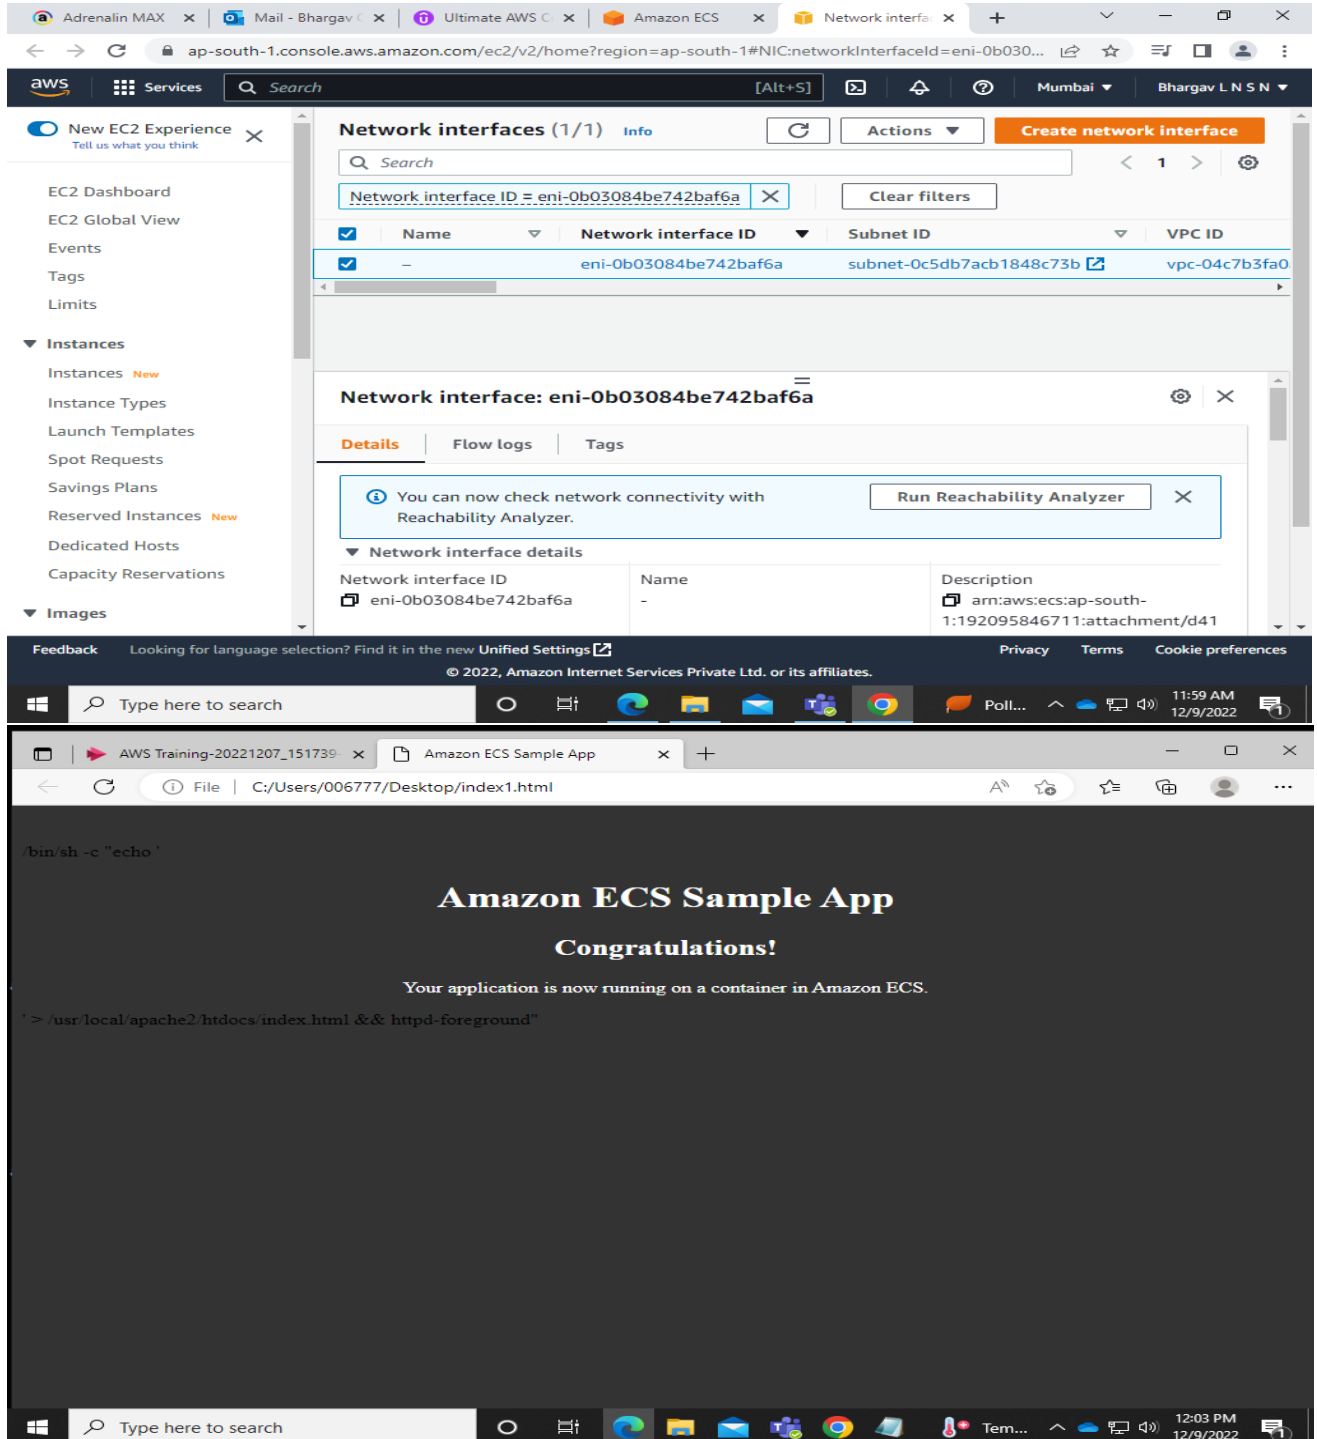 Adrenalin MAX
Mail - Bhargav
Ultimate AWS C
Amazon ECS
Network interfa
ap-south-1.console.aws.amazon.com/ec2/v2/home?region=ap-south-1#NIC:networkInterfaceId=eni-0b030...
aws
Services
Search
[Alt+S]
Mumbai
Bhargav L N S N
New EC2 Experience
Tell us what you think
EC2 Dashboard
EC2 Global View
Events
Tags
Limits
Instances
Instances New
Instance Types
Launch Templates
Spot Requests
Savings Plans
Reserved Instances New
Dedicated Hosts
Capacity Reservations
Images
Network interfaces (1/1) Info
Actions
Create network interface
Search
1
Network interface ID = eni-0b03084be742baf6a
Clear filters
Name
Network interface ID
Subnet ID
VPC ID
–
eni-0b03084be742baf6a
subnet-0c5db7acb1848c73b
vpc-04c7b3fa0
Network interface: eni-0b03084be742baf6a
Details
Flow logs
Tags
You can now check network connectivity with
Reachability Analyzer.
Run Reachability Analyzer
Network interface details
Network interface ID
eni-0b03084be742baf6a
Name
-
Description
arn:aws:ecs:ap-south-
1:192095846711:attachment/d41
Feedback
Looking for language selection? Find it in the new Unified Settings
Privacy
Terms
Cookie preferences
© 2022, Amazon Internet Services Private Ltd. or its affiliates.
Type here to search
Poll...
11:59 AM
12/9/2022
1
AWS Training-20221207_151739-
Amazon ECS Sample App
File
C:/Users/006777/Desktop/index1.html
/bin/sh -c "echo '
Amazon ECS Sample App
Congratulations!
Your application is now running on a container in Amazon ECS.
' > /usr/local/apache2/htdocs/index.html && httpd-foreground"
Type here to search
Tem...
12:03 PM
12/9/2022
1